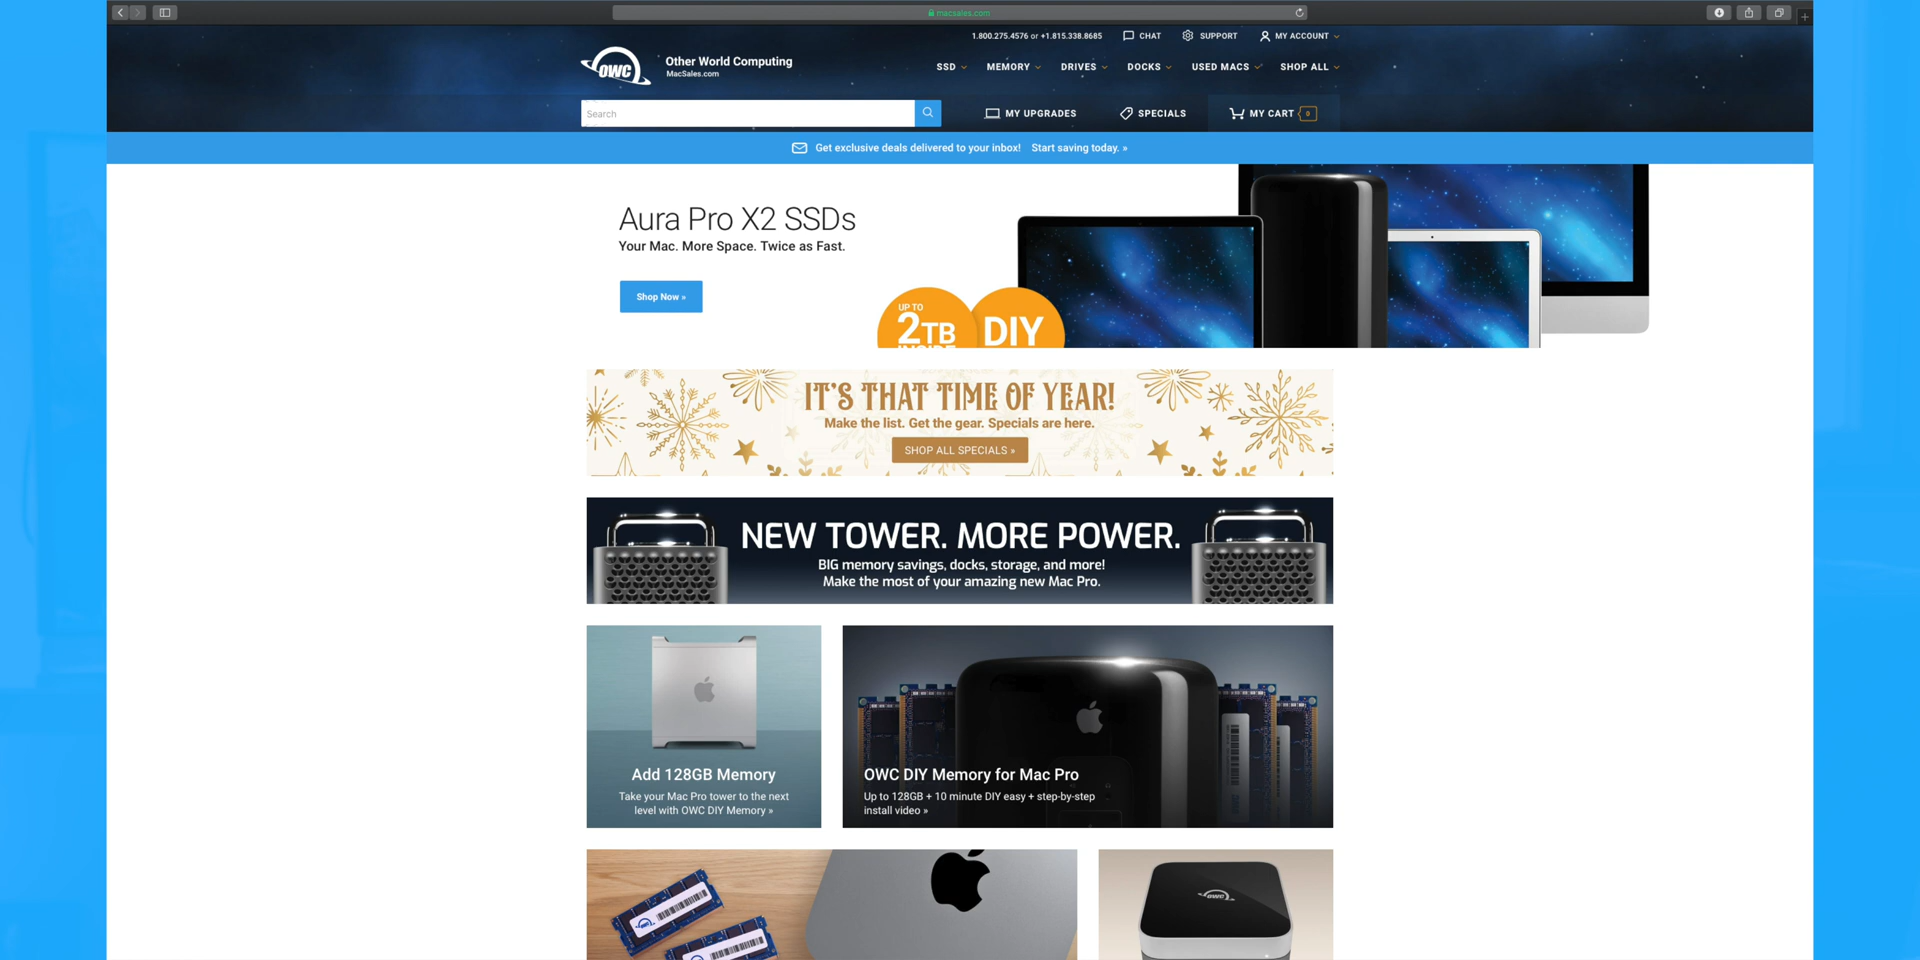 macsales.com
1.800.275.4576 or +1.815.338.8685
CHAT
SUPPORT
MY ACCOUNT
OWC
Other World Computing
MacSales.com
SSD
MEMORY
DRIVES
DOCKS
USED MACS
SHOP ALL
Search
MY UPGRADES
SPECIALS
MY CART
0
Get exclusive deals delivered to your inbox! Start saving today. »
Aura Pro X2 SSDs
Your Mac. More Space. Twice as Fast.
Shop Now »
UP TO
2TB
INSIDE
DIY
IT'S THAT TIME OF YEAR!
Make the list. Get the gear. Specials are here.
SHOP ALL SPECIALS »
NEW TOWER. MORE POWER.
BIG memory savings, docks, storage, and more!
Make the most of your amazing new Mac Pro.
Add 128GB Memory
Take your Mac Pro tower to the next
level with OWC DIY Memory »
OWC DIY Memory for Mac Pro
Up to 128GB + 10 minute DIY easy + step-by-step
install video »
OWC